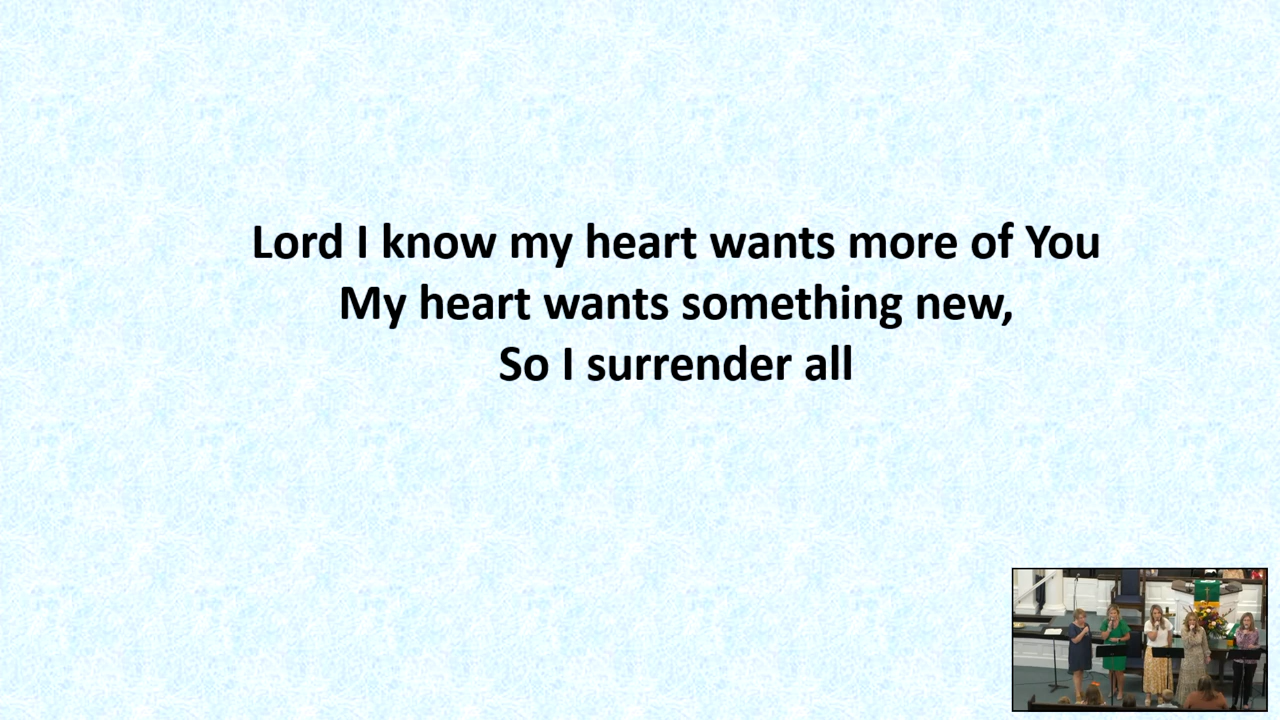 Lord I know my heart wants more of You
My heart wants something new,
So I surrender all